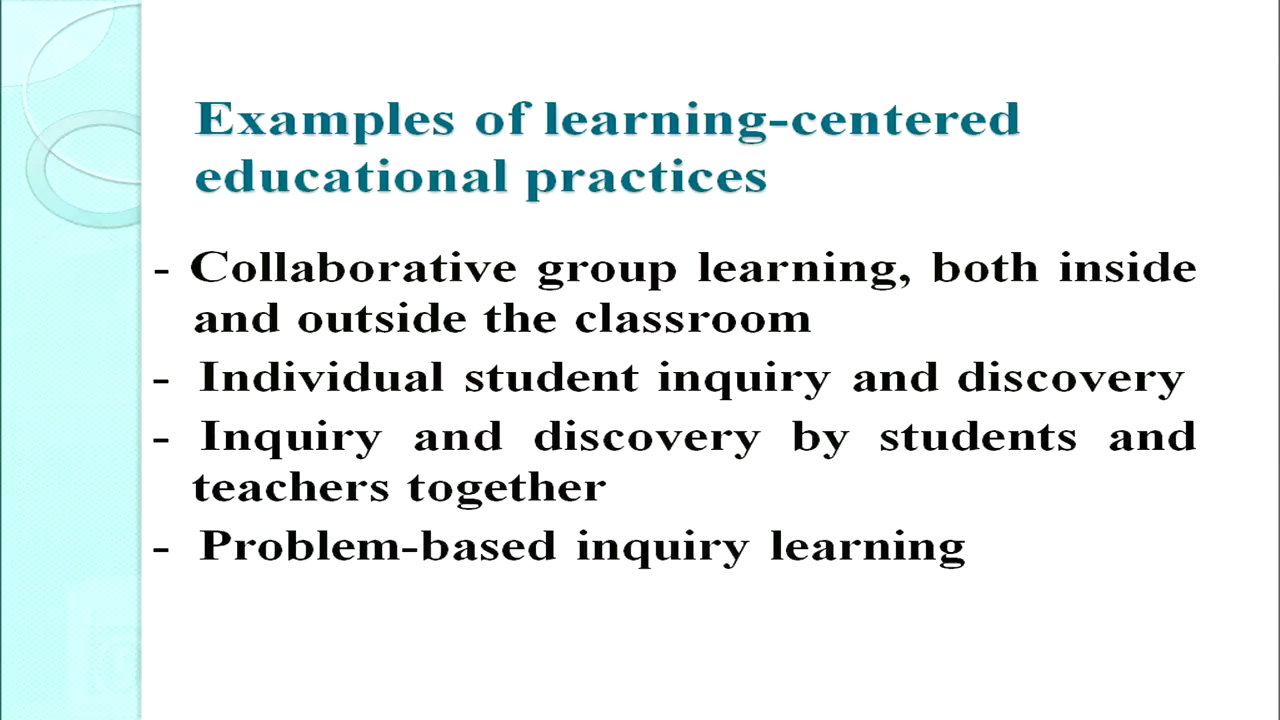 Examples of learning-centered
educational practices
- Collaborative group learning, both inside
and outside the classroom
- Individual student inquiry and discovery
- Inquiry and discovery by students and
teachers together
- Problem-based inquiry learning